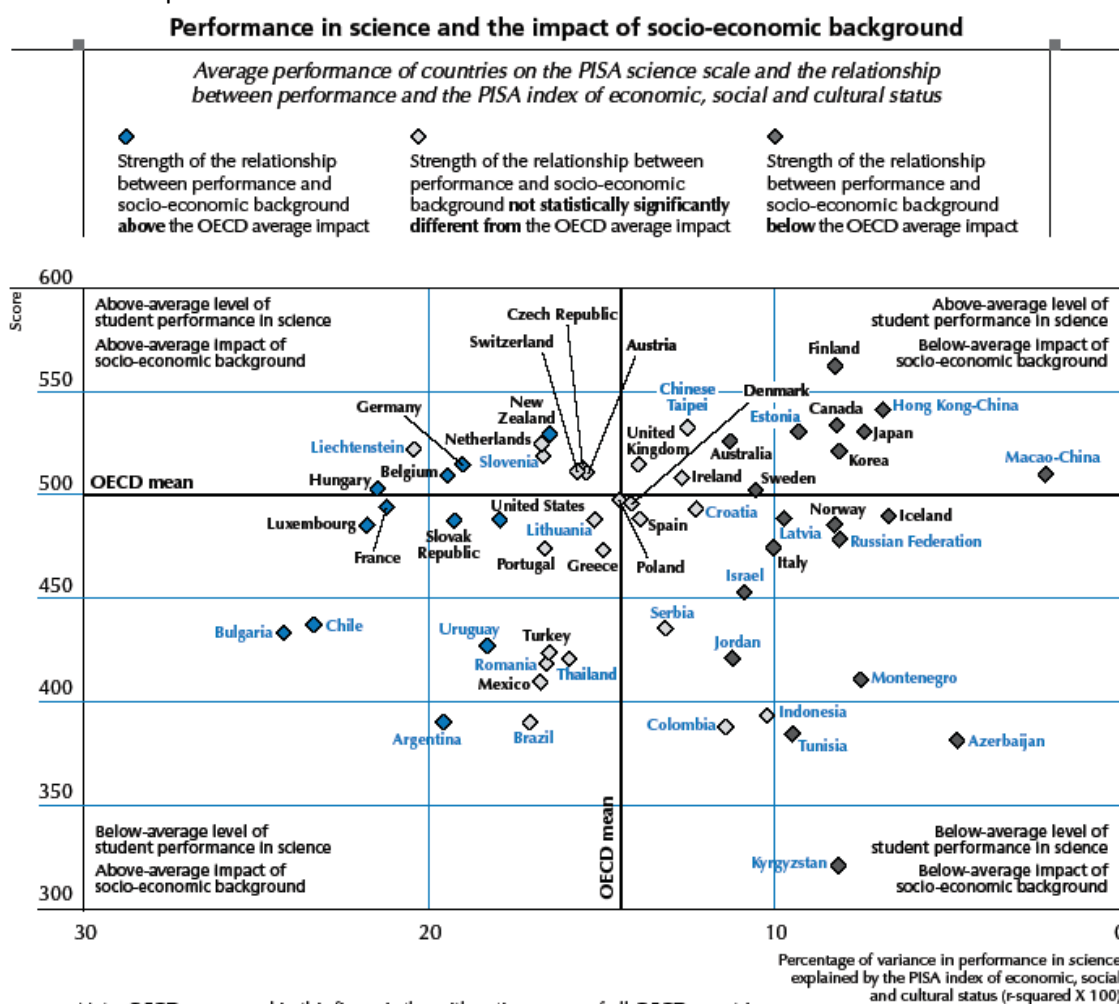 Performance in science and the impact of socio-economic background
Average performance of countries on the PISA science scale and the relationship
between performance and the PISA index of economic, social and cultural status
Strength of the relationship
between performance and
socio-economic background
above the OECD average impact
Strength of the relationship between
performance and socio-economic
background not statistically significantly
different from the OECD average impact
Strength of the relationship
between performance and
socio-economic background
below the OECD average impact
Score
600
550
500
450
400
350
300
Above-average level of
student performance in science
Above-average impact of
socio-economic background
Above-average level of
student performance in science
Below-average impact of
socio-economic background
Czech Republic
Switzerland
Austria
Finland
Germany
New
Zealand
Chinese
Taipei
Denmark
Estonia
Canada
Hong Kong-China
Liechtenstein
Netherlands
Slovenia
United
Kingdom
Australia
Japan
Korea
Macao-China
Hungary
Belgium
Ireland
Sweden
OECD mean
Luxembourg
France
Slovak
Republic
United States
Lithuania
Portugal
Greece
Spain
Poland
Croatia
Latvia
Norway
Iceland
Russian Federation
Italy
Israel
Bulgaria
Chile
Uruguay
Turkey
Romania
Thailand
Mexico
Serbia
Jordan
Montenegro
Argentina
Brazil
Colombia
Indonesia
Tunisia
Azerbaijan
Kyrgyzstan
OECD mean
Below-average level of
student performance in science
Above-average impact of
socio-economic background
Below-average level of
student performance in science
Below-average impact of
socio-economic background
30
20
10
Percentage of variance in performance in science
explained by the PISA index of economic, social
and cultural status (r-squared X 100